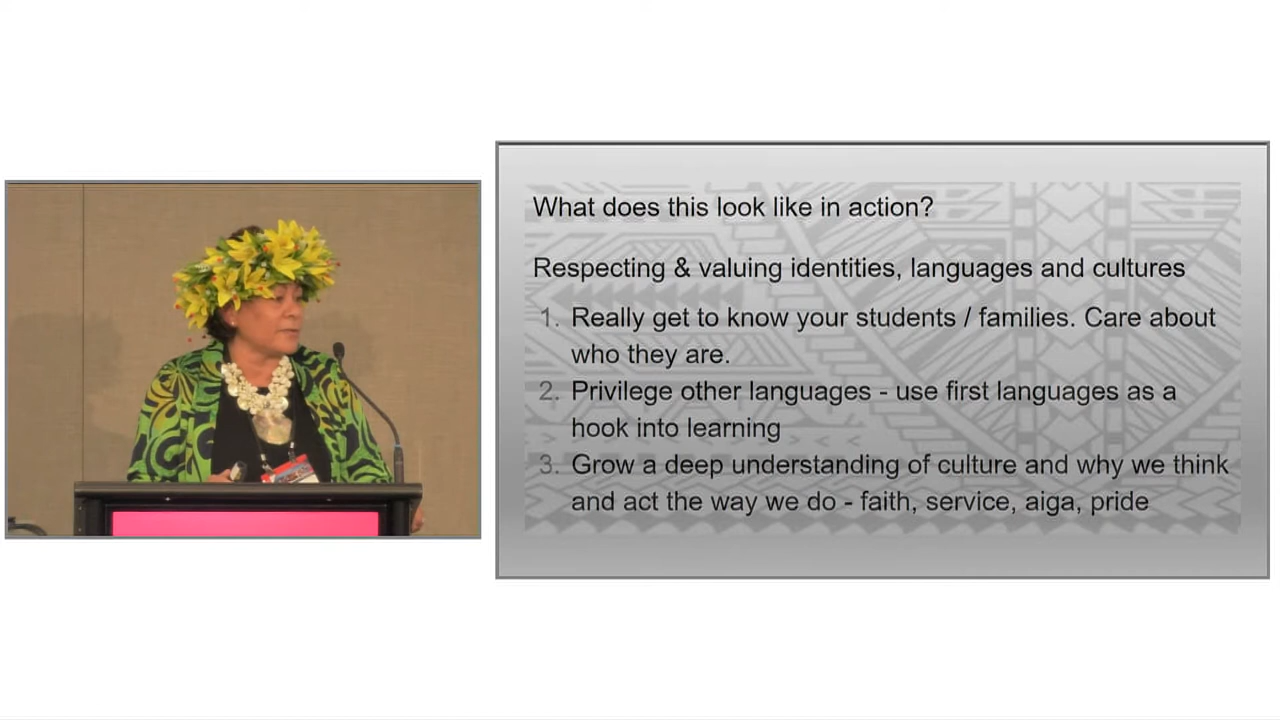 What does this look like in action?
Respecting & valuing identities, languages and cultures
1. Really get to know your students / families. Care about
who they are.
2. Privilege other languages - use first languages as a
hook into learning
3. Grow a deep understanding of culture and why we think
and act the way we do - faith, service, aiga, pride